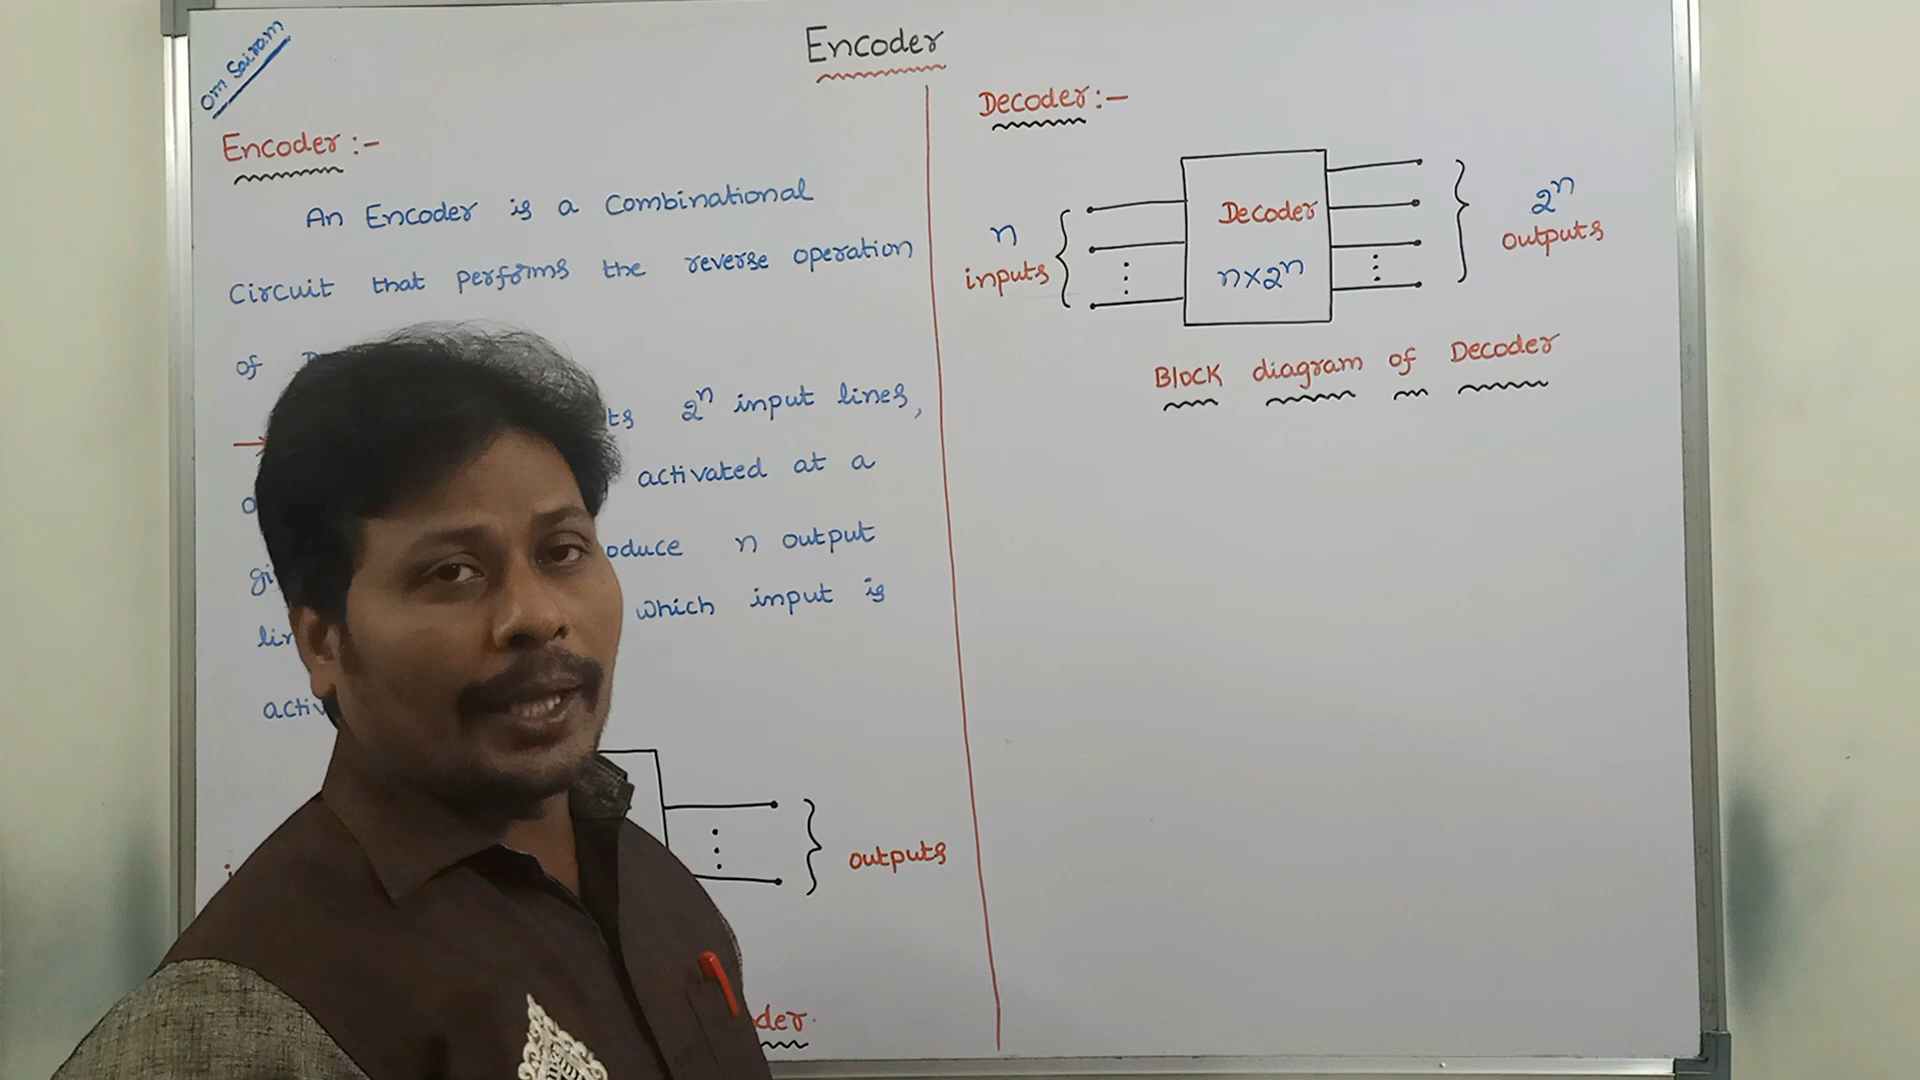 Om Sairam
Encoder
Encoder :-
An Encoder is a Combinational
Circuit that performs the reverse operation
of
2ⁿ input lines,
activated at a
oduce n output
which input is
outputs
der.
Decoder :-
n
inputs
Decoder
n×2ⁿ
2ⁿ
outputs
Block diagram of Decoder